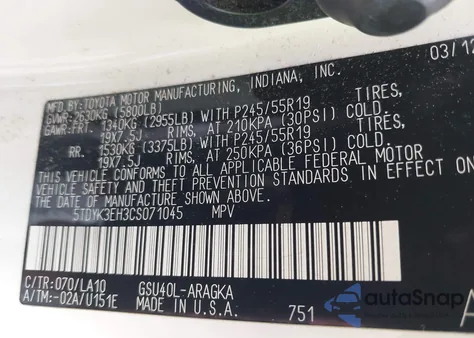 03/12
MFD.BY:TOYOTA MOTOR MANUFACTURING, INDIANA, INC.
GVWR:2630KG (5800LB)
GAWR:FRT. 1340KG (2955LB) WITH P245/55R19 TIRES,
19X7.5J RIMS, AT 210KPA (30PSI) COLD.
RR. 1530KG (3375LB) WITH P245/55R19 TIRES,
19X7.5J RIMS, AT 250KPA (36PSI) COLD.
THIS VEHICLE CONFORMS TO ALL APPLICABLE FEDERAL MOTOR
VEHICLE SAFETY AND THEFT PREVENTION STANDARDS IN EFFECT ON
THE DATE OF MANUFACTURE SHOWN ABOVE.
5TDYK3EH3CS071045 MPV
C/TR:070/LA10 GSU40L-ARAGKA
A/TM:-02A/U151E MADE IN U.S.A. 751
autoSnap